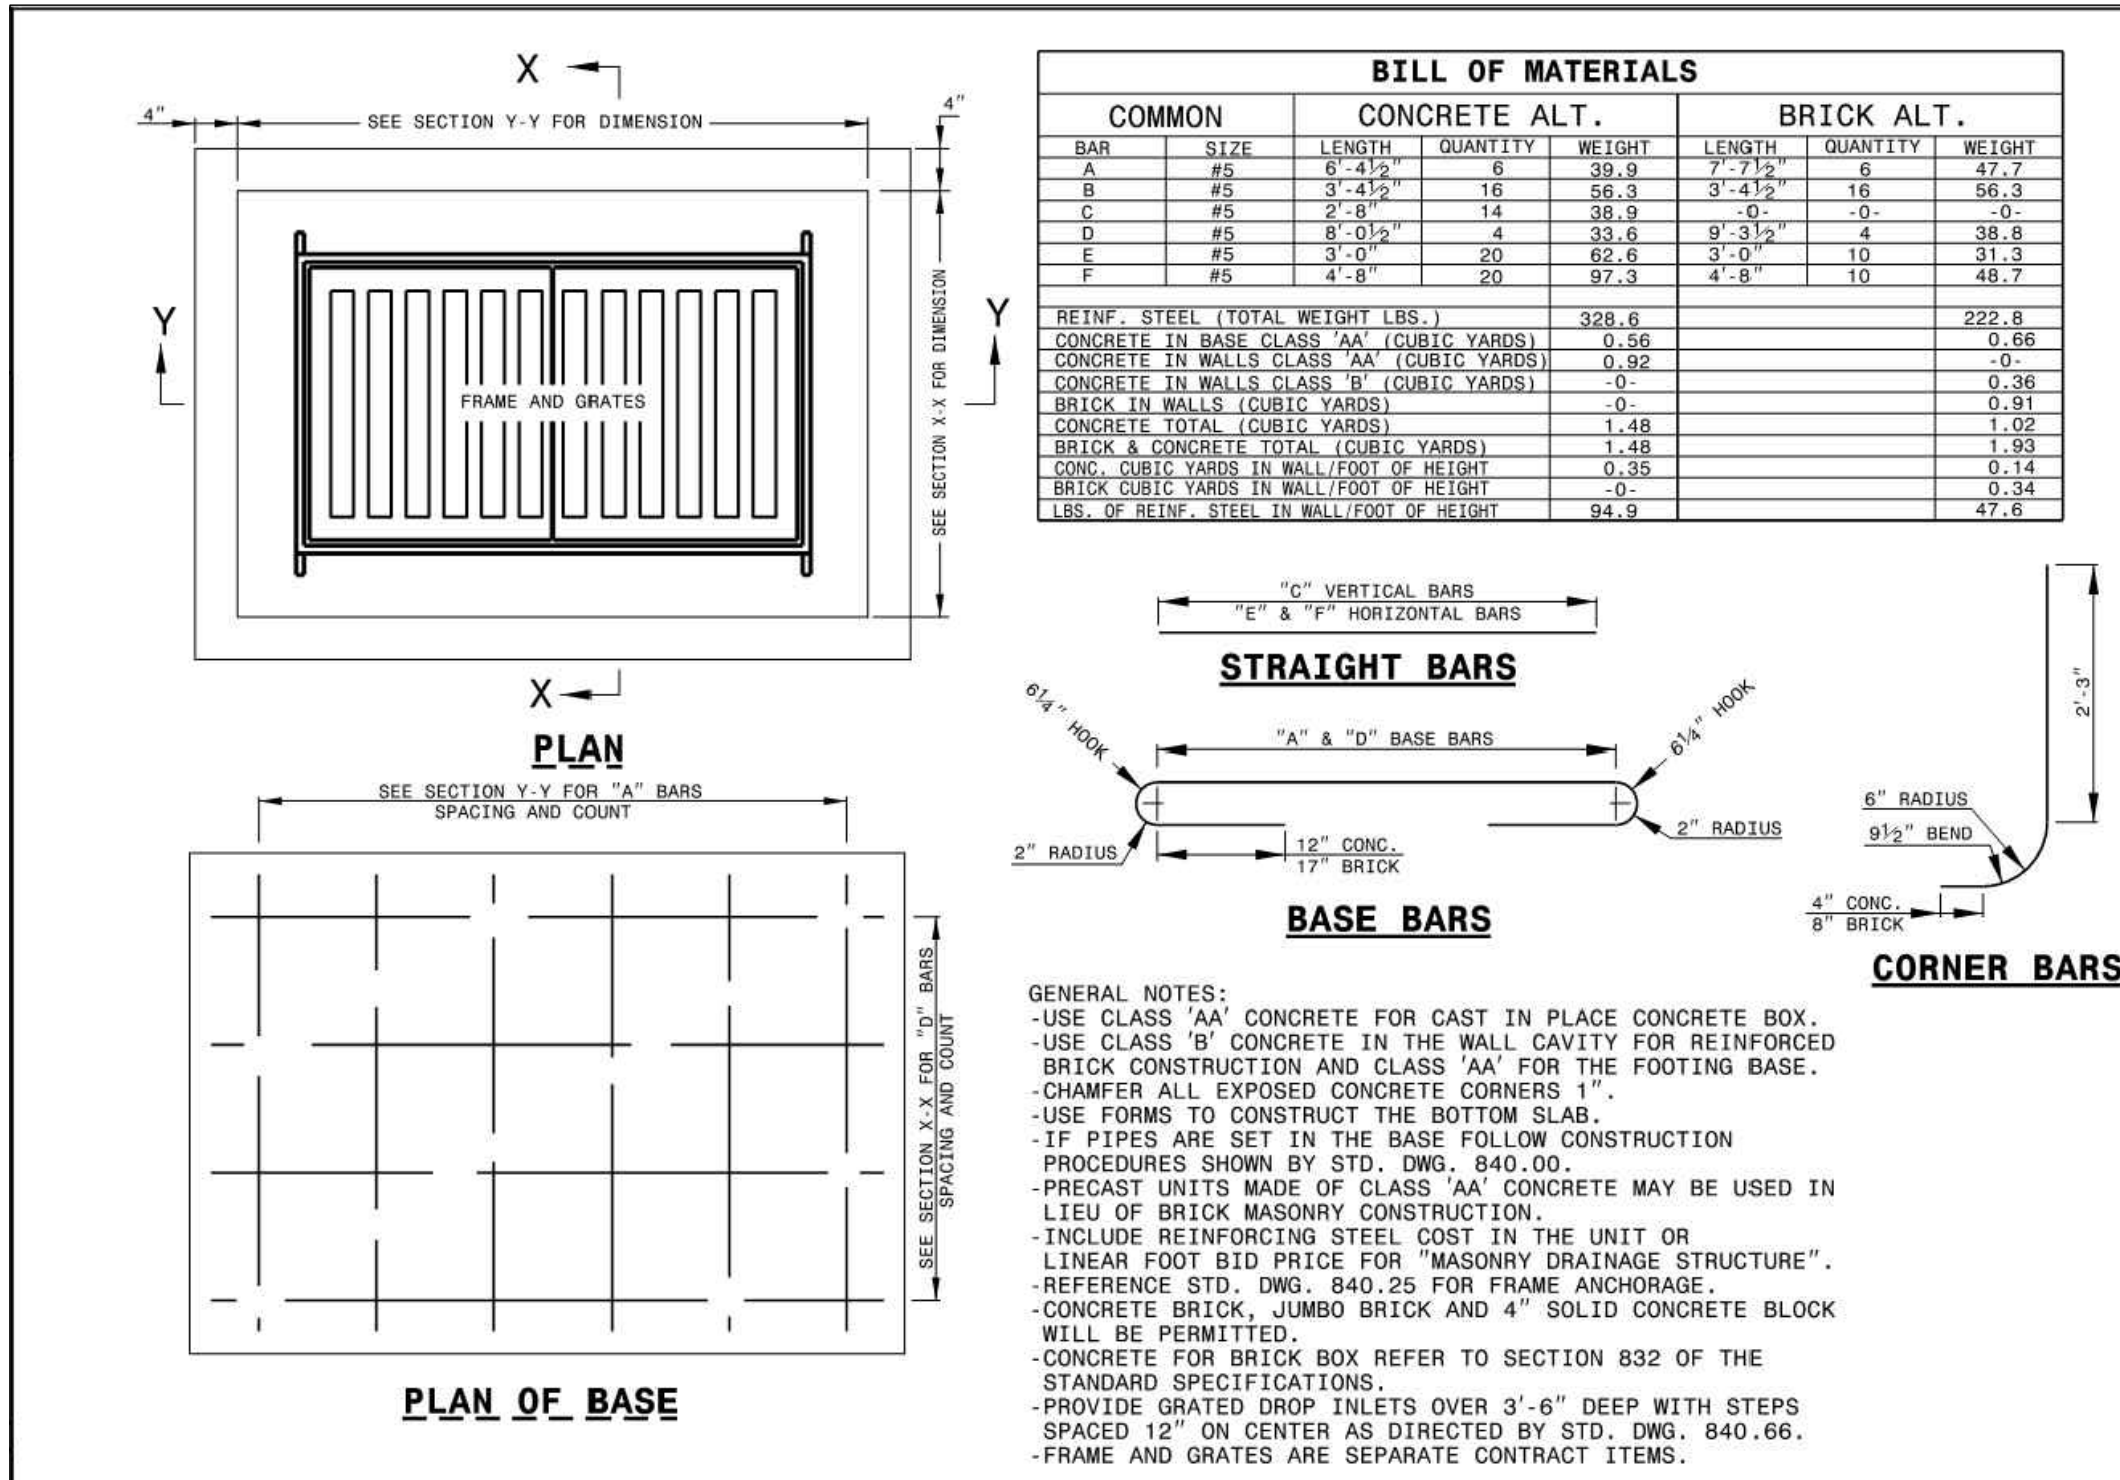 X
4"
SEE SECTION Y-Y FOR DIMENSION
4"
Y
Y
FRAME AND GRATES
SEE SECTION X-X FOR DIMENSION
X
PLAN
SEE SECTION Y-Y FOR "A" BARS
SPACING AND COUNT
SEE SECTION X-X FOR "D" BARS
SPACING AND COUNT
PLAN OF BASE
BILL OF MATERIALS
COMMON CONCRETE ALT. BRICK ALT.
BAR SIZE LENGTH QUANTITY WEIGHT LENGTH QUANTITY WEIGHT
A #5 6'-4½" 6 39.9 7'-7½" 6 47.7
B #5 3'-4½" 16 56.3 3'-4½" 16 56.3
C #5 2'-8" 14 38.9 -0- -0- -0-
D #5 8'-0½" 4 33.6 9'-3½" 4 38.8
E #5 3'-0" 20 62.6 3'-0" 10 31.3
F #5 4'-8" 20 97.3 4'-8" 10 48.7
REINF. STEEL (TOTAL WEIGHT LBS.) 328.6 222.8
CONCRETE IN BASE CLASS 'AA' (CUBIC YARDS) 0.56 0.66
CONCRETE IN WALLS CLASS 'AA' (CUBIC YARDS) 0.92 -0-
CONCRETE IN WALLS CLASS 'B' (CUBIC YARDS) -0- 0.36
BRICK IN WALLS (CUBIC YARDS) -0- 0.91
CONCRETE TOTAL (CUBIC YARDS) 1.48 1.02
BRICK & CONCRETE TOTAL (CUBIC YARDS) 1.48 1.93
CONC. CUBIC YARDS IN WALL/FOOT OF HEIGHT 0.35 0.14
BRICK CUBIC YARDS IN WALL/FOOT OF HEIGHT -0- 0.34
LBS. OF REINF. STEEL IN WALL/FOOT OF HEIGHT 94.9 47.6
"C" VERTICAL BARS
"E" & "F" HORIZONTAL BARS
STRAIGHT BARS
6¼" HOOK
"A" & "D" BASE BARS
6¼" HOOK
2" RADIUS
12" CONC.
17" BRICK
2" RADIUS
BASE BARS
2'-3"
6" RADIUS
9½" BEND
4" CONC.
8" BRICK
CORNER BARS
GENERAL NOTES:
-USE CLASS 'AA' CONCRETE FOR CAST IN PLACE CONCRETE BOX.
-USE CLASS 'B' CONCRETE IN THE WALL CAVITY FOR REINFORCED
BRICK CONSTRUCTION AND CLASS 'AA' FOR THE FOOTING BASE.
-CHAMFER ALL EXPOSED CONCRETE CORNERS 1".
-USE FORMS TO CONSTRUCT THE BOTTOM SLAB.
-IF PIPES ARE SET IN THE BASE FOLLOW CONSTRUCTION
PROCEDURES SHOWN BY STD. DWG. 840.00.
-PRECAST UNITS MADE OF CLASS 'AA' CONCRETE MAY BE USED IN
LIEU OF BRICK MASONRY CONSTRUCTION.
-INCLUDE REINFORCING STEEL COST IN THE UNIT OR
LINEAR FOOT BID PRICE FOR "MASONRY DRAINAGE STRUCTURE".
-REFERENCE STD. DWG. 840.25 FOR FRAME ANCHORAGE.
-CONCRETE BRICK, JUMBO BRICK AND 4" SOLID CONCRETE BLOCK
WILL BE PERMITTED.
-CONCRETE FOR BRICK BOX REFER TO SECTION 832 OF THE
STANDARD SPECIFICATIONS.
-PROVIDE GRATED DROP INLETS OVER 3'-6" DEEP WITH STEPS
SPACED 12" ON CENTER AS DIRECTED BY STD. DWG. 840.66.
-FRAME AND GRATES ARE SEPARATE CONTRACT ITEMS.